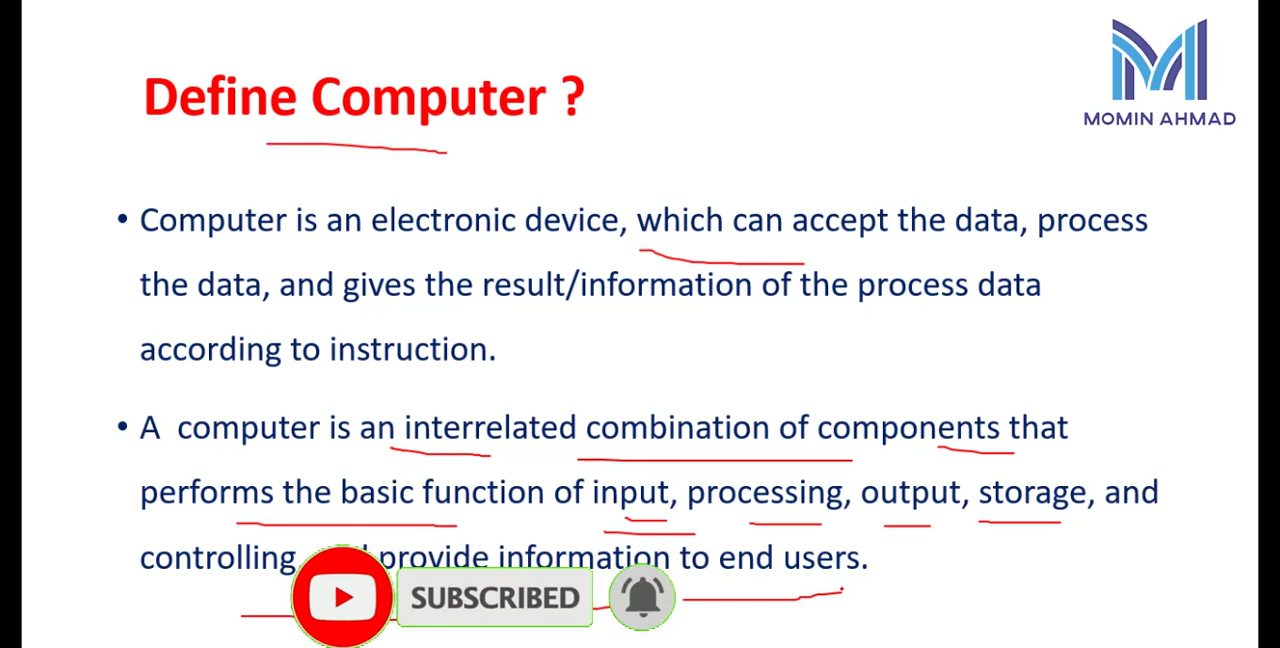 MOMIN AHMAD
Define Computer ?
• Computer is an electronic device, which can accept the data, process
the data, and gives the result/information of the process data
according to instruction.
• A computer is an interrelated combination of components that
performs the basic function of input, processing, output, storage, and
controlling provide information to end users.
SUBSCRIBED